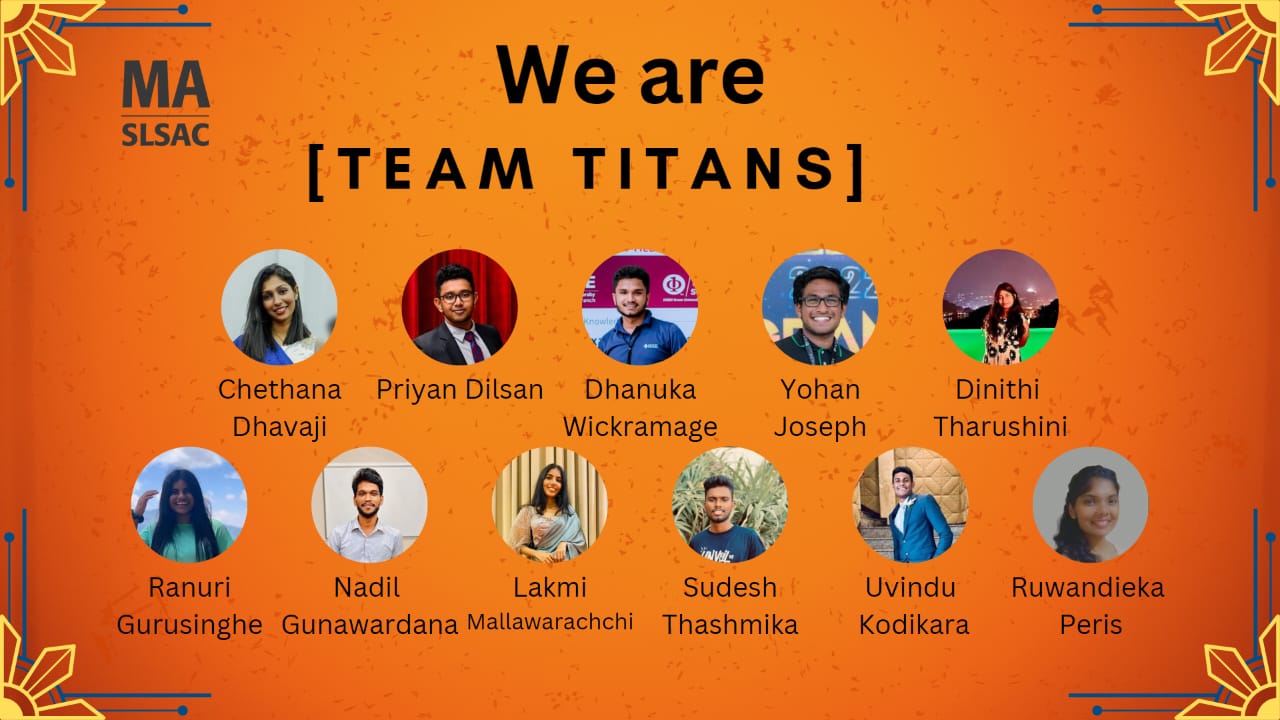 MA
SLSAC
We are
[TEAM TITANS]
Chethana
Dhavaji
Priyan Dilsan
Dhanuka
Wickramage
Yohan
Joseph
Dinithi
Tharushini
Ranuri
Gurusinghe
Nadil
Gunawardana
Lakmi
Mallawarachchi
Sudesh
Thashmika
Uvindu
Kodikara
Ruwandieka
Peris